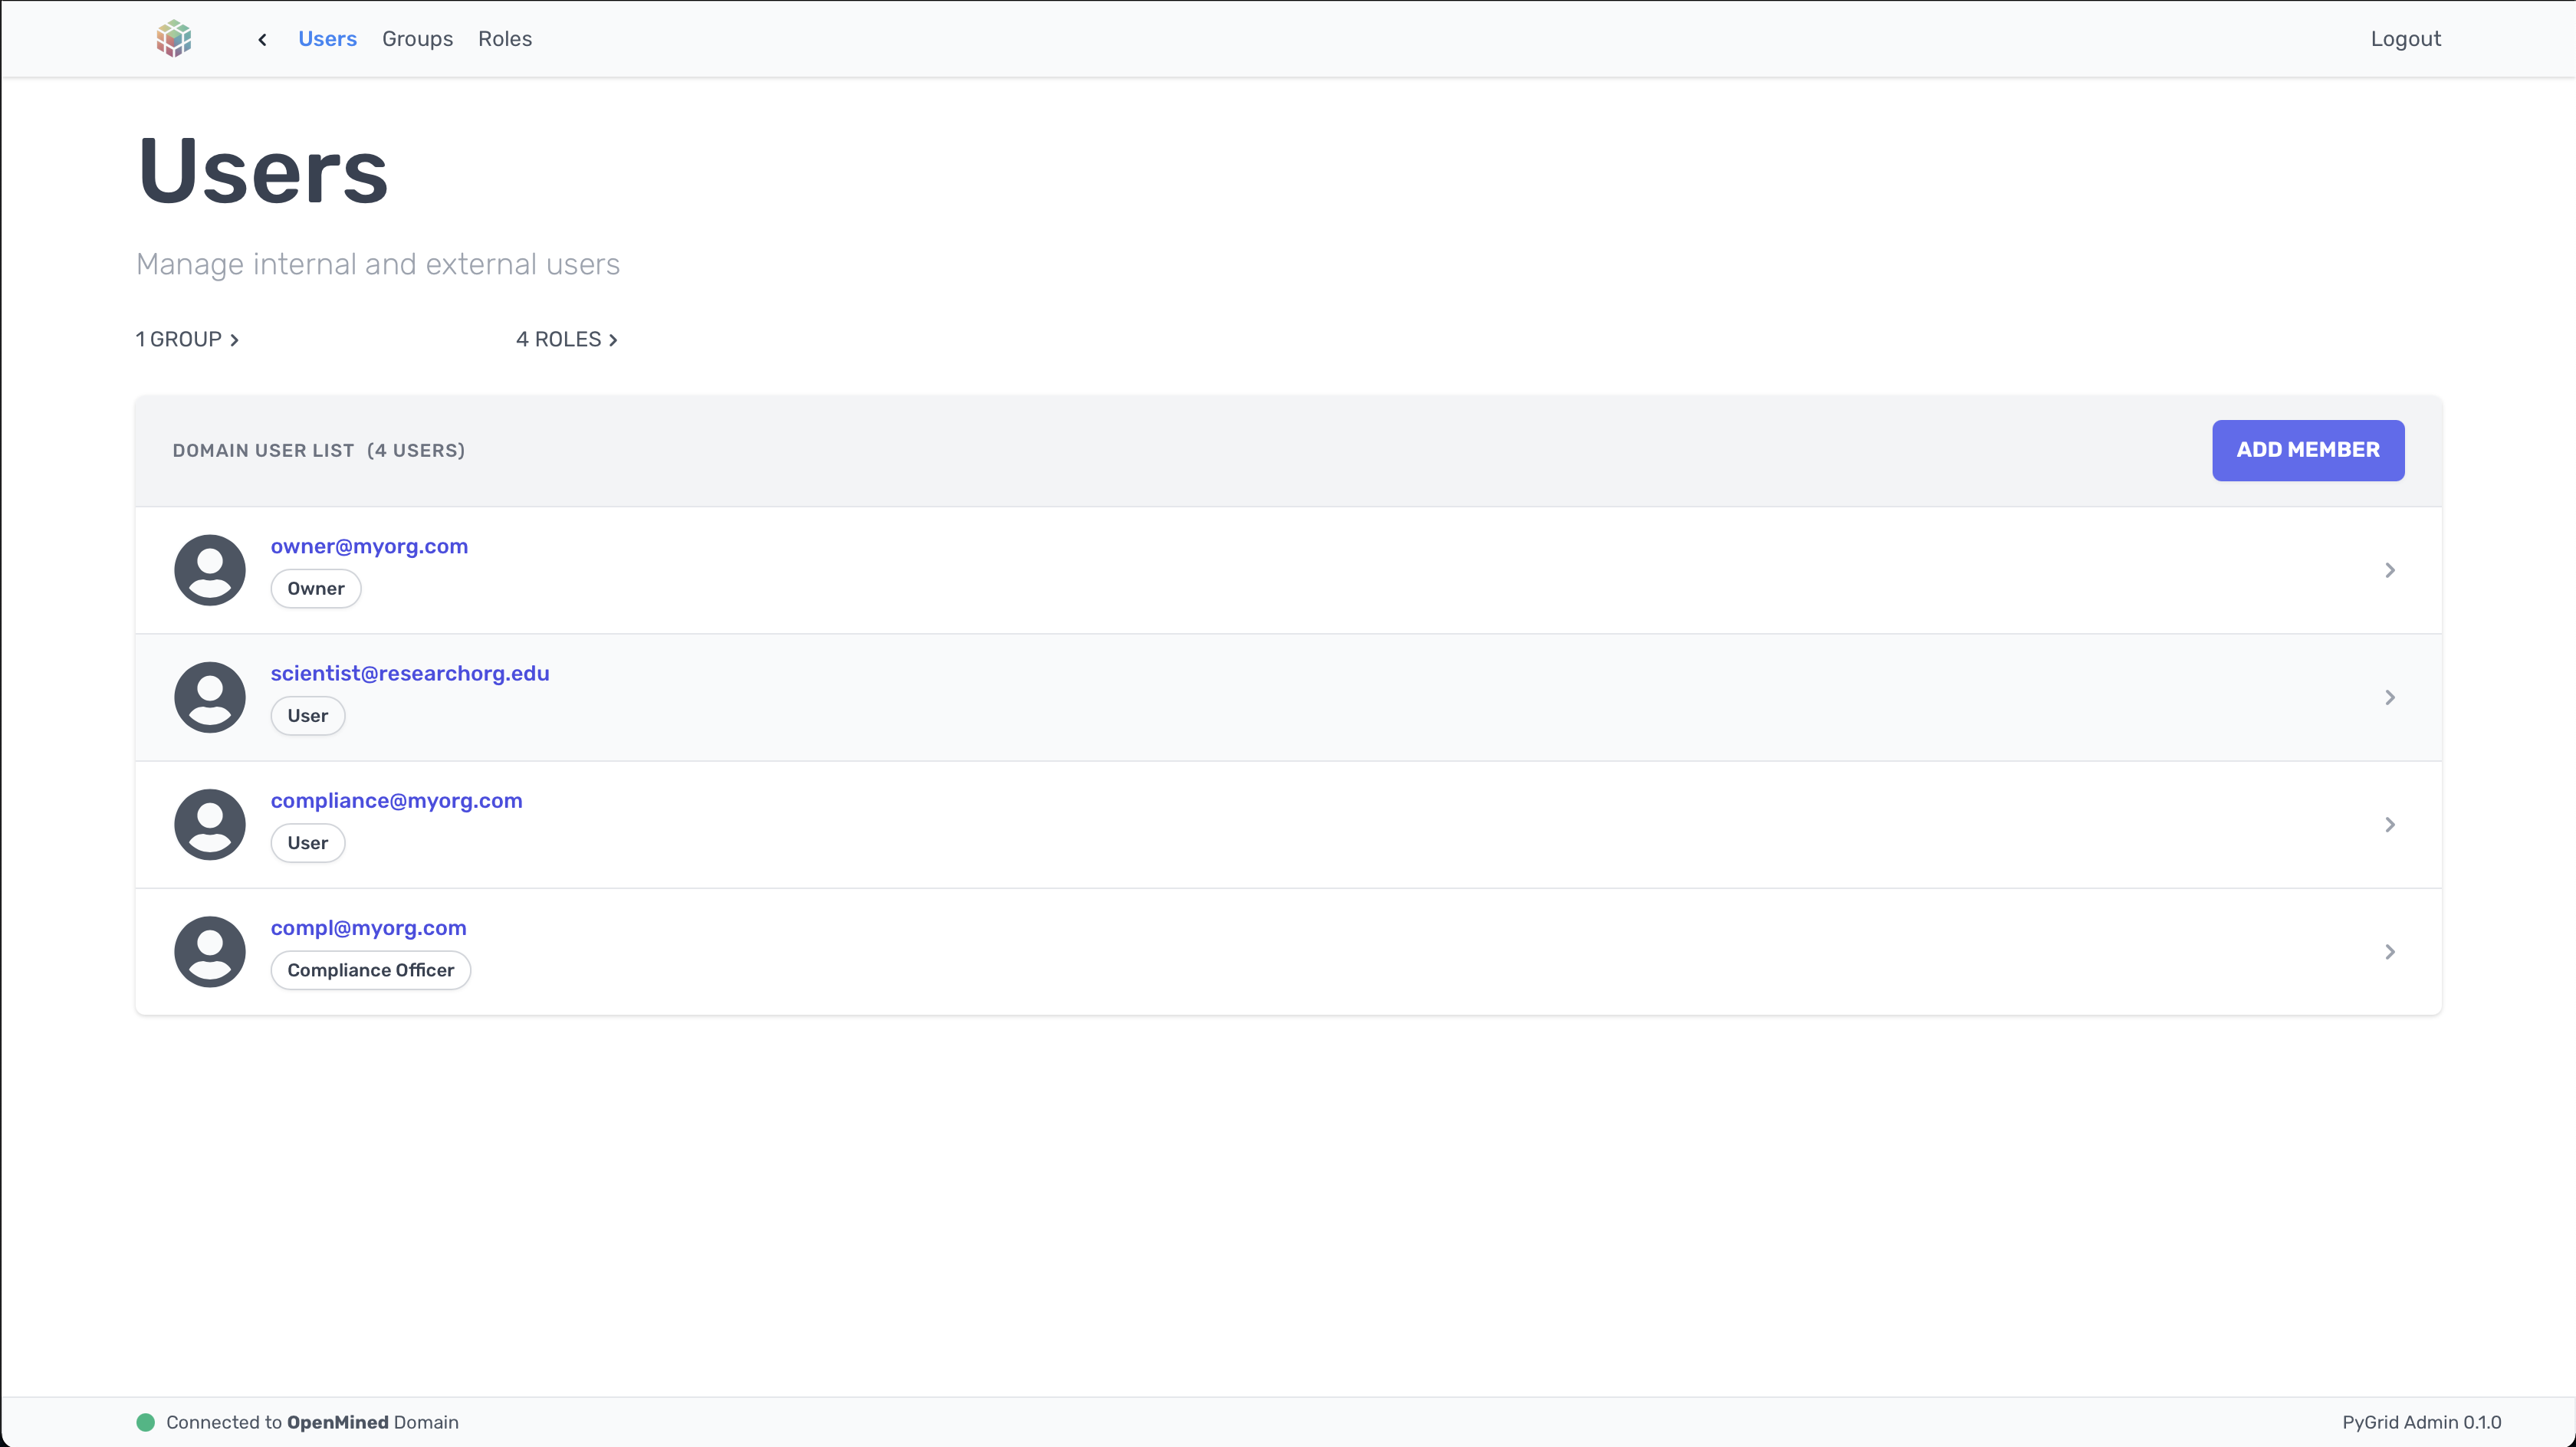 Users Groups Roles Logout
Users
Manage internal and external users
1 GROUP 4 ROLES
DOMAIN USER LIST (4 USERS) ADD MEMBER
owner@myorg.com
Owner
scientist@researchorg.edu
User
compliance@myorg.com
User
compl@myorg.com
Compliance Officer
Connected to OpenMined Domain PyGrid Admin 0.1.0